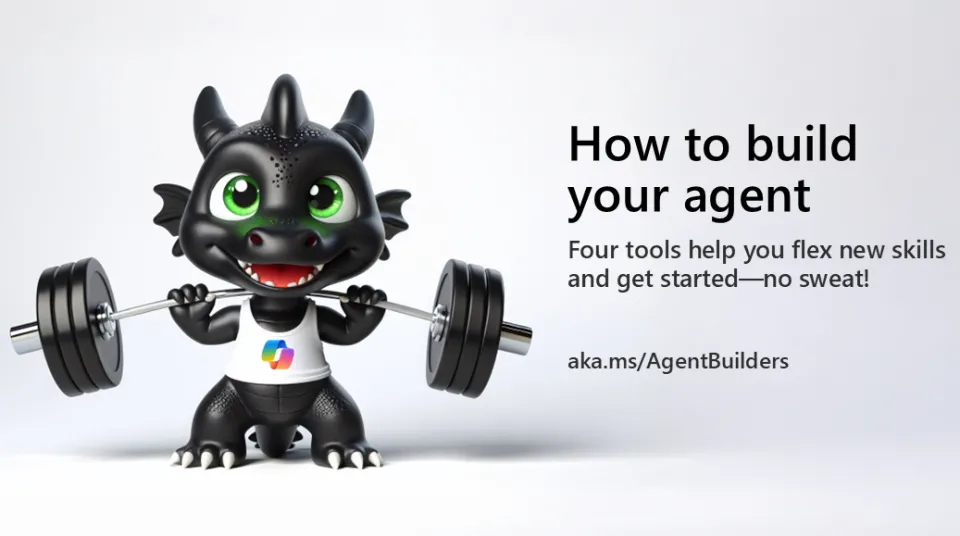 How to build
your agent
Four tools help you flex new skills
and get started—no sweat!
aka.ms/AgentBuilders